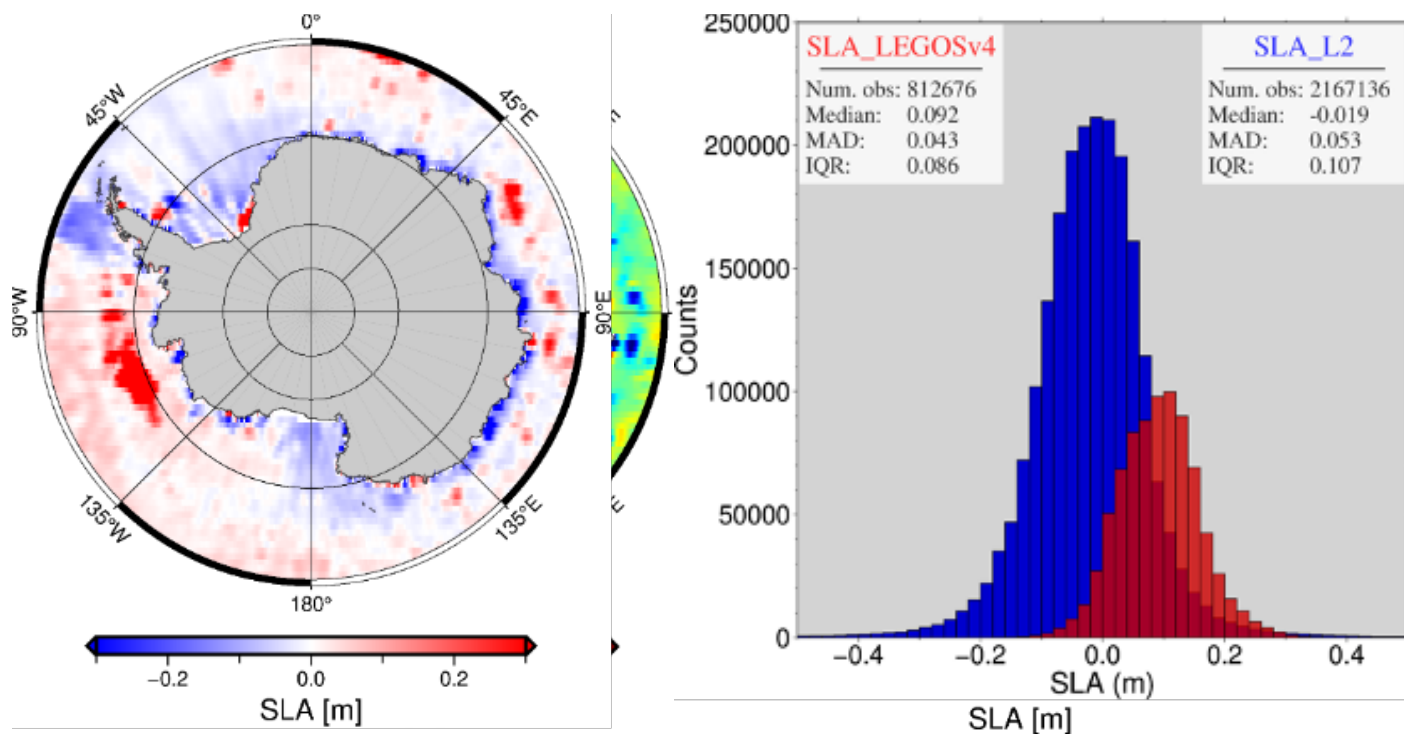 0°
45°W
45°E
90°W
90°E
135°W
135°E
180°
−0.2 0.0 0.2
SLA [m]
250000
200000
150000
100000
50000
0
Counts
SLA_LEGOSv4
Num. obs: 812676
Median: 0.092
MAD: 0.043
IQR: 0.086
SLA_L2
Num. obs: 2167136
Median: -0.019
MAD: 0.053
IQR: 0.107
−0.4 −0.2 0.0 0.2 0.4
SLA (m)
SLA [m]